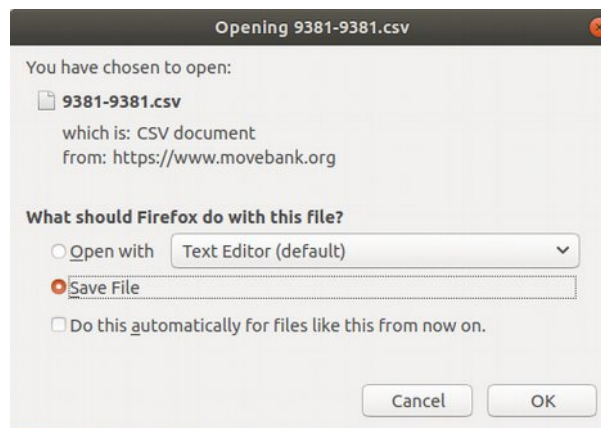 Opening 9381-9381.csv
You have chosen to open:
9381-9381.csv
which is: CSV document
from: https://www.movebank.org
What should Firefox do with this file?
Open with Text Editor (default)
Save File
Do this automatically for files like this from now on.
Cancel OK